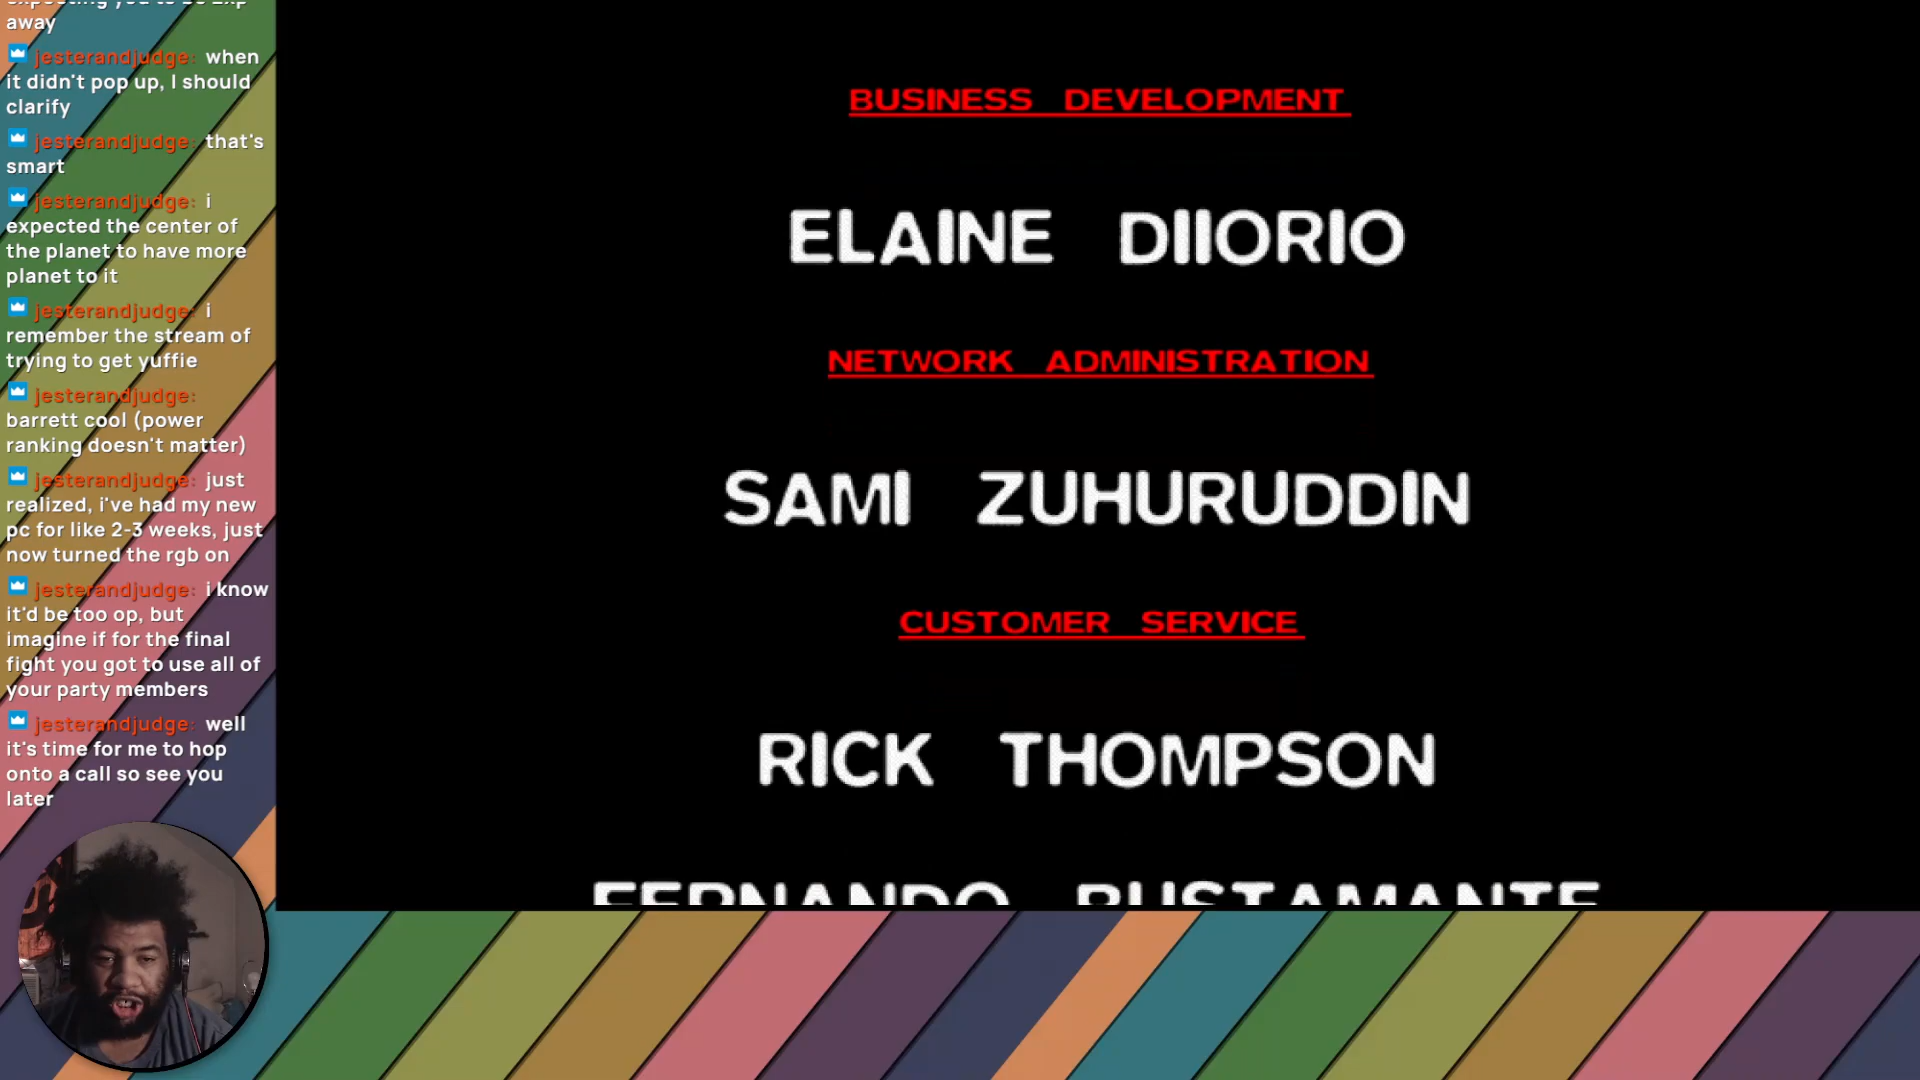 away
jesterandjudge: when
it didn't pop up, I should
clarify
jesterandjudge: that's
smart
jesterandjudge: i
expected the center of
the planet to have more
planet to it
jesterandjudge: i
remember the stream of
trying to get yuffie
jesterandjudge:
barrett cool (power
ranking doesn't matter)
jesterandjudge: just
realized, i've had my new
pc for like 2-3 weeks, just
now turned the rgb on
jesterandjudge: i know
it'd be too op, but
imagine if for the final
fight you got to use all of
your party members
jesterandjudge: well
it's time for me to hop
onto a call so see you
later
BUSINESS DEVELOPMENT
ELAINE DIIORIO
NETWORK ADMINISTRATION
SAMI ZUHURUDDIN
CUSTOMER SERVICE
RICK THOMPSON
FERNANDO BUSTAMANTE